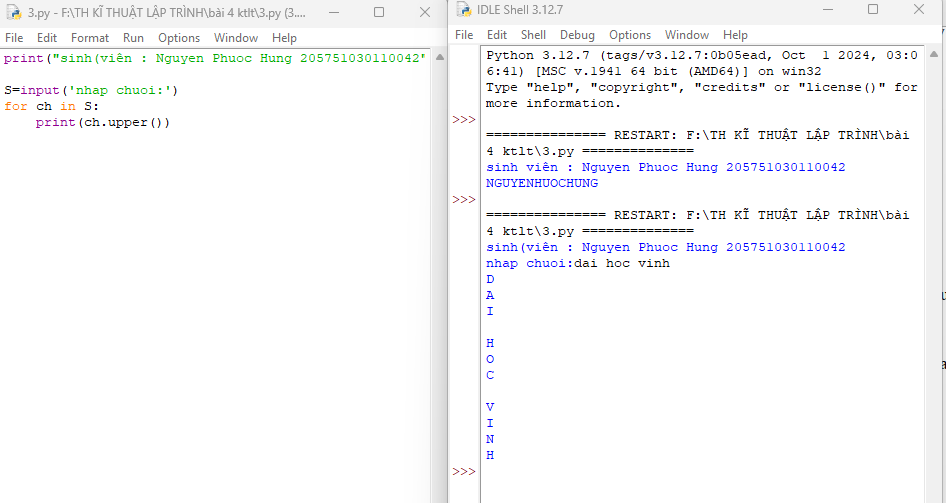 3.py - F:\TH KĨ THUẬT LẬP TRÌNH\bài 4 ktlt\3.py (3....
File Edit Format Run Options Window Help
print("sinh(viên : Nguyen Phuoc Hung 205751030110042"
S=input('nhap chuoi:')
for ch in S:
    print(ch.upper())
IDLE Shell 3.12.7
File Edit Shell Debug Options Window Help
Python 3.12.7 (tags/v3.12.7:0b05ead, Oct  1 2024, 03:0
6:41) [MSC v.1941 64 bit (AMD64)] on win32
Type "help", "copyright", "credits" or "license()" for
more information.
>>>
=============== RESTART: F:\TH KĨ THUẬT LẬP TRÌNH\bài
4 ktlt\3.py ==============
sinh viên : Nguyen Phuoc Hung 205751030110042
NGUYENHUOCHUNG
>>>
=============== RESTART: F:\TH KĨ THUẬT LẬP TRÌNH\bài
4 ktlt\3.py ==============
sinh(viên : Nguyen Phuoc Hung 205751030110042
nhap chuoi:dai hoc vinh
D
A
I
H
O
C
V
I
N
H
>>>